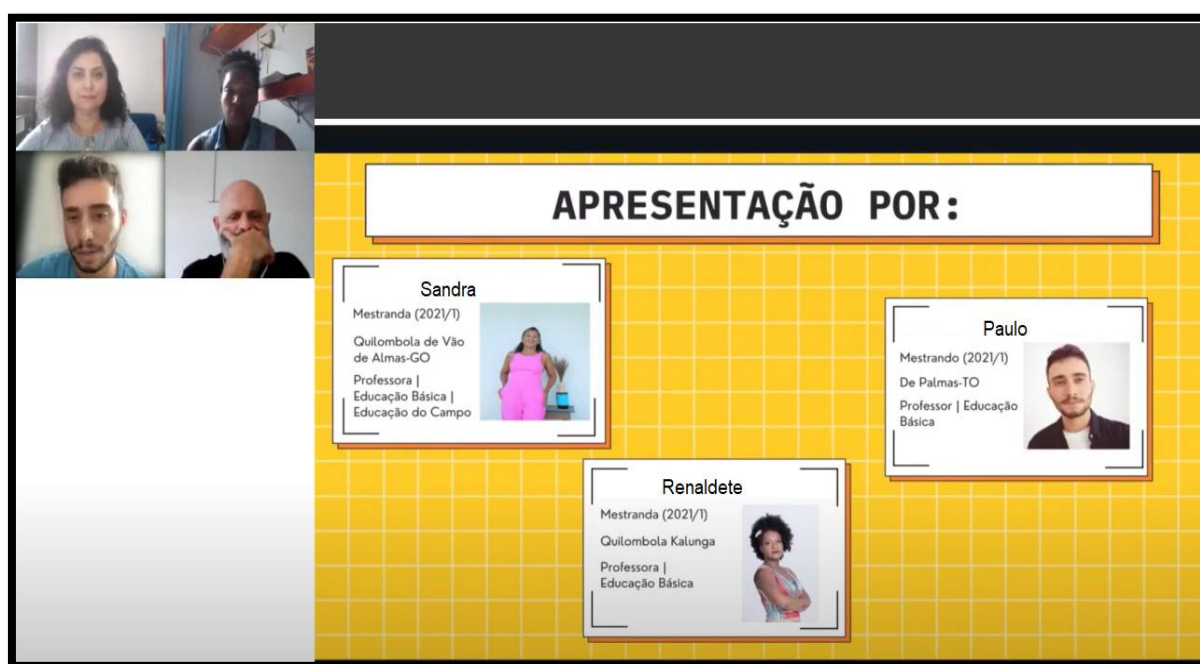 APRESENTAÇÃO POR:
Sandra
Mestranda (2021/1)
Quilombola de Vão
de Almas-GO
Professora |
Educação Básica |
Educação do Campo
Paulo
Mestrando (2021/1)
De Palmas-TO
Professor | Educação
Básica
Renaldete
Mestranda (2021/1)
Quilombola Kalunga
Professora |
Educação Básica